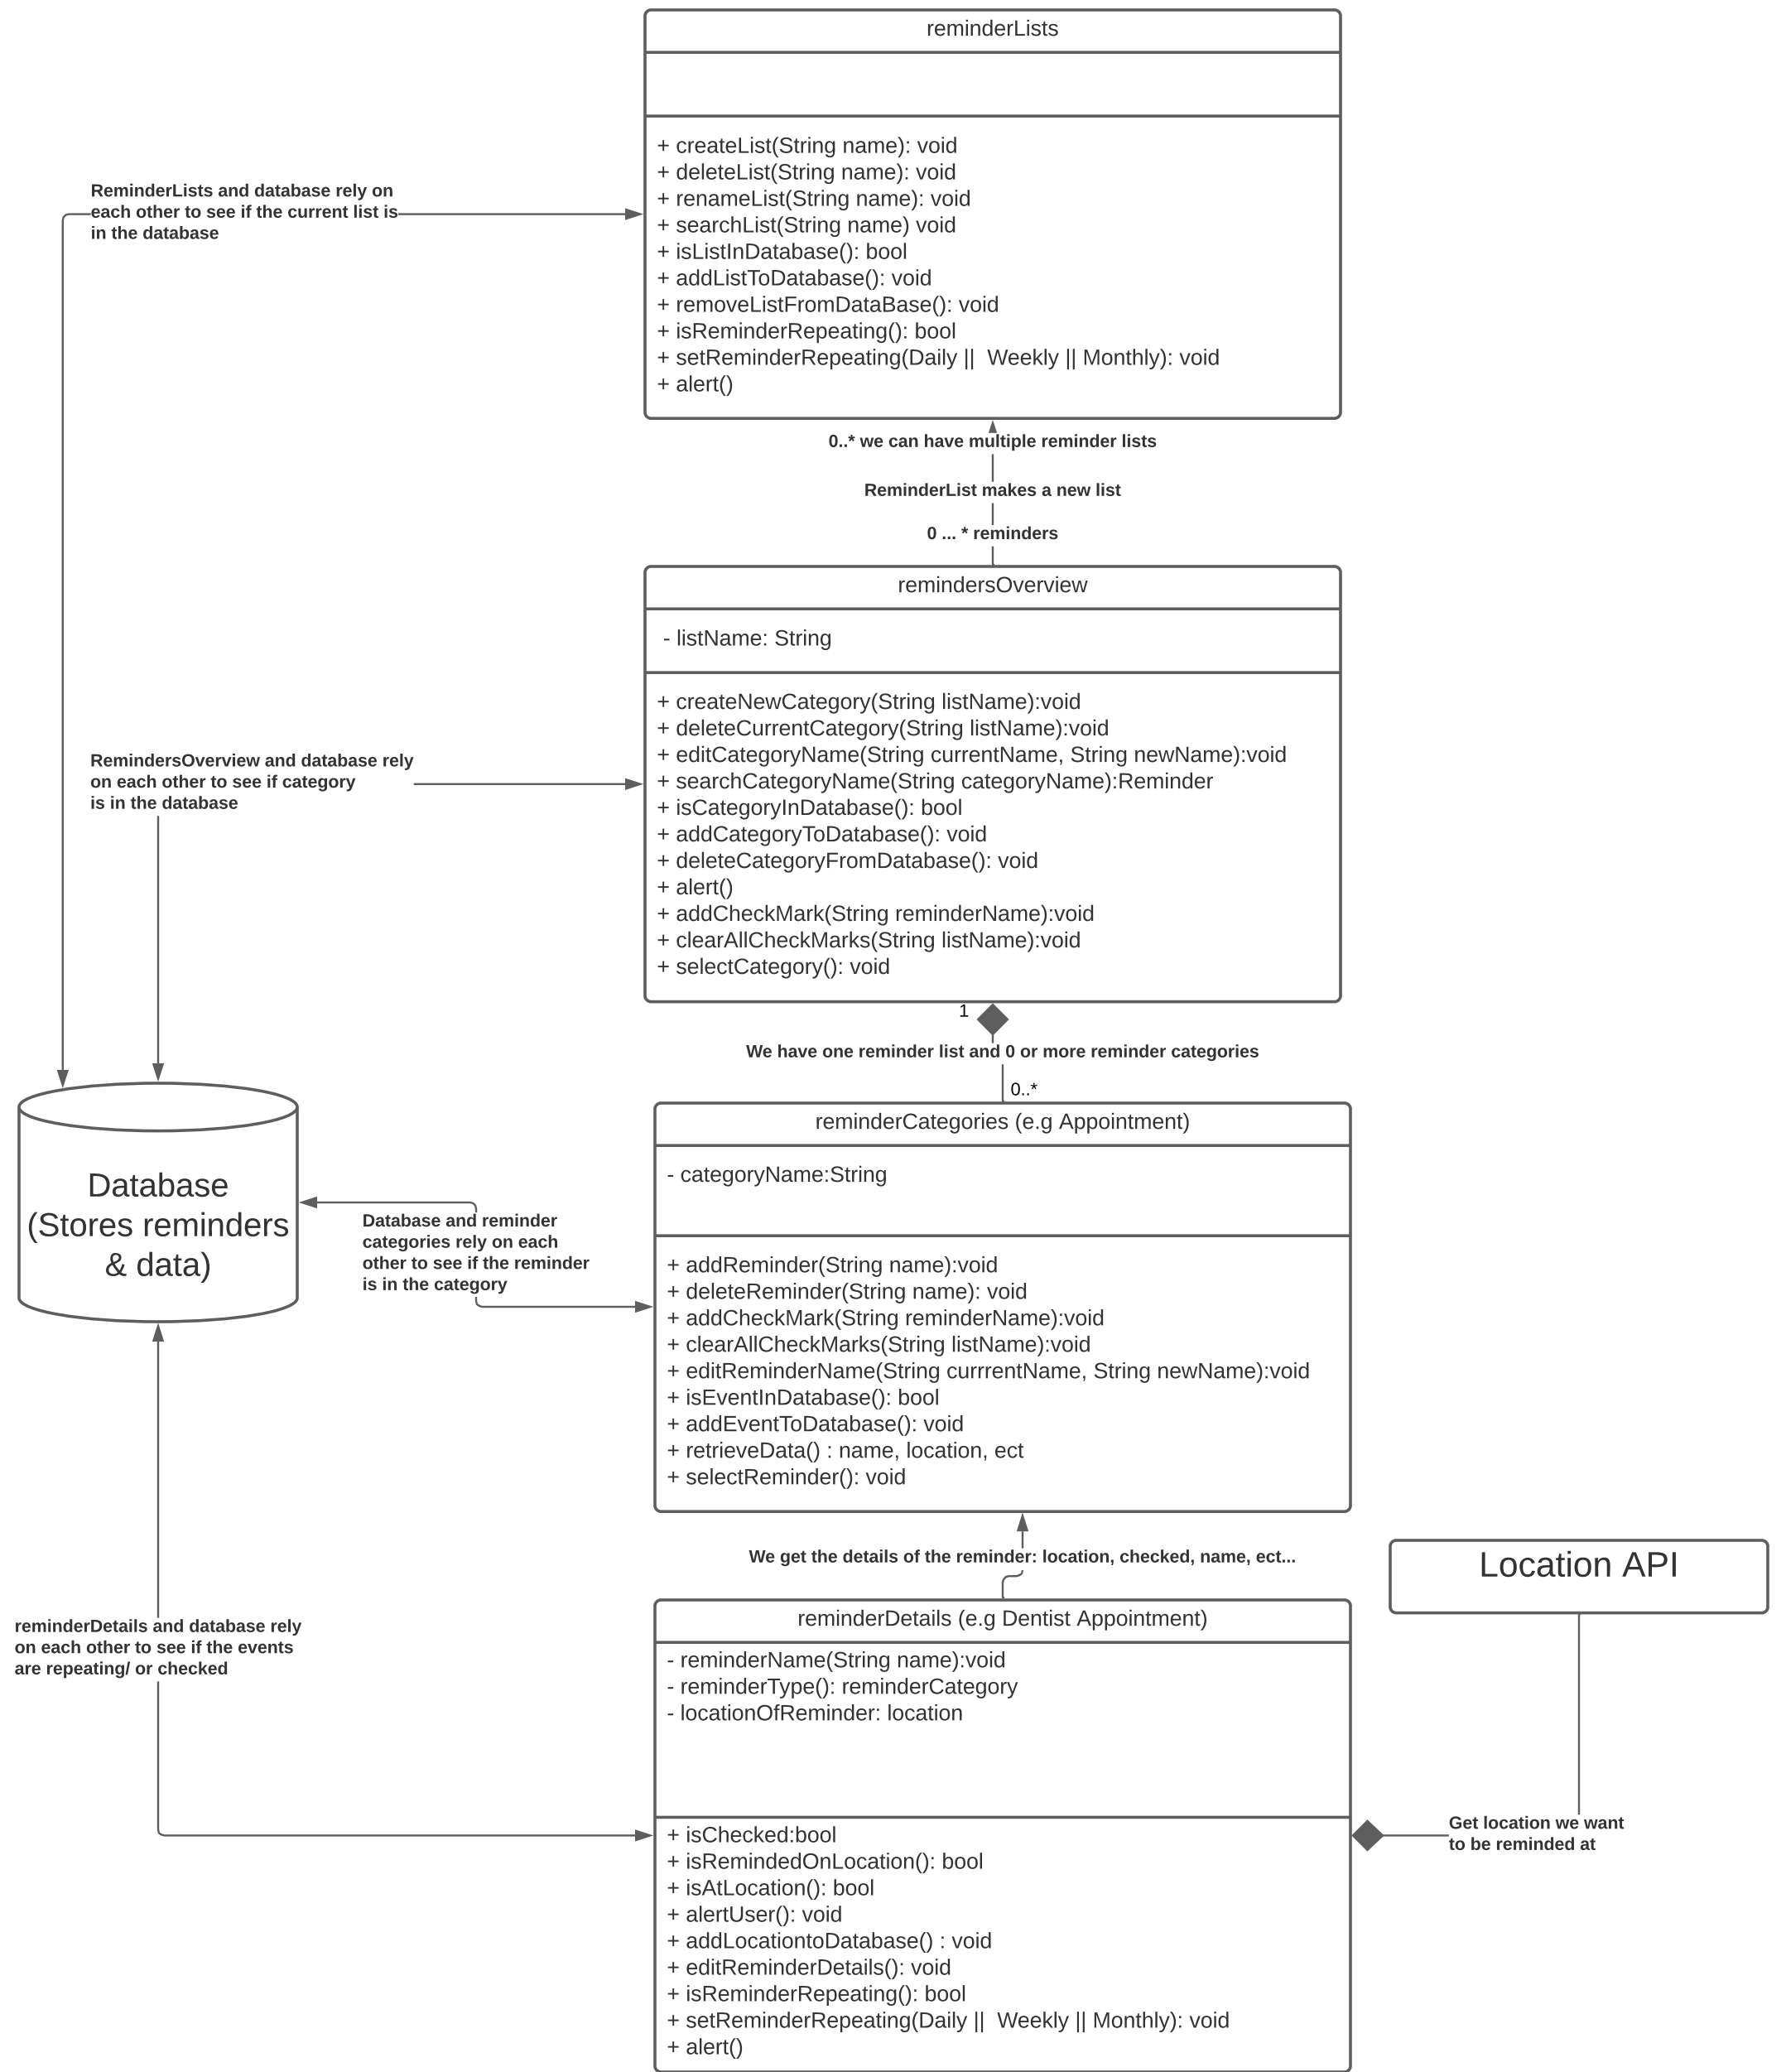 reminderLists
+ createList(String name): void
+ deleteList(String name): void
+ renameList(String name): void
+ searchList(String name) void
+ isListInDatabase(): bool
+ addListToDatabase(): void
+ removeListFromDataBase(): void
+ isReminderRepeating(): bool
+ setReminderRepeating(Daily ||  Weekly || Monthly): void
+ alert()
ReminderLists and database rely on
each other to see if the current list is
in the database
0..* we can have multiple reminder lists
ReminderList makes a new list
0 ... * reminders
remindersOverview
- listName: String
+ createNewCategory(String listName):void
+ deleteCurrentCategory(String listName):void
+ editCategoryName(String currentName, String newName):void
+ searchCategoryName(String categoryName):Reminder
+ isCategoryInDatabase(): bool
+ addCategoryToDatabase(): void
+ deleteCategoryFromDatabase(): void
+ alert()
+ addCheckMark(String reminderName):void
+ clearAllCheckMarks(String listName):void
+ selectCategory(): void
RemindersOverview and database rely
on each other to see if category
is in the database
1
We have one reminder list and 0 or more reminder categories
0..*
reminderCategories (e.g Appointment)
- categoryName:String
+ addReminder(String name):void
+ deleteReminder(String name): void
+ addCheckMark(String reminderName):void
+ clearAllCheckMarks(String listName):void
+ editReminderName(String currrentName, String newName):void
+ isEventInDatabase(): bool
+ addEventToDatabase(): void
+ retrieveData() : name, location, ect
+ selectReminder(): void
Database
(Stores reminders
& data)
Database and reminder
categories rely on each
other to see if the reminder
is in the category
We get the details of the reminder: location, checked, name, ect...
Location API
reminderDetails (e.g Dentist Appointment)
- reminderName(String name):void
- reminderType(): reminderCategory
- locationOfReminder: location
+ isChecked:bool
+ isRemindedOnLocation(): bool
+ isAtLocation(): bool
+ alertUser(): void
+ addLocationtoDatabase() : void
+ editReminderDetails(): void
+ isReminderRepeating(): bool
+ setReminderRepeating(Daily ||  Weekly || Monthly): void
+ alert()
reminderDetails and database rely
on each other to see if the events
are repeating/ or checked
Get location we want
to be reminded at